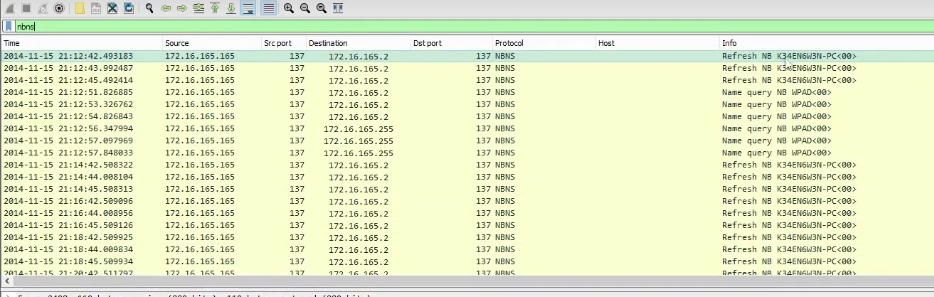 nbns
Time Source Src port Destination Dst port Protocol Host Info
2014-11-15 21:12:42.493183 172.16.165.165 137 172.16.165.2 137 NBNS Refresh NB K34EN6W3N-PC<00>
2014-11-15 21:12:43.992487 172.16.165.165 137 172.16.165.2 137 NBNS Refresh NB K34EN6W3N-PC<00>
2014-11-15 21:12:45.492414 172.16.165.165 137 172.16.165.2 137 NBNS Refresh NB K34EN6W3N-PC<00>
2014-11-15 21:12:51.826885 172.16.165.165 137 172.16.165.2 137 NBNS Name query NB WPAD<00>
2014-11-15 21:12:53.326762 172.16.165.165 137 172.16.165.2 137 NBNS Name query NB WPAD<00>
2014-11-15 21:12:54.826843 172.16.165.165 137 172.16.165.2 137 NBNS Name query NB WPAD<00>
2014-11-15 21:12:56.347994 172.16.165.165 137 172.16.165.255 137 NBNS Name query NB WPAD<00>
2014-11-15 21:12:57.097969 172.16.165.165 137 172.16.165.255 137 NBNS Name query NB WPAD<00>
2014-11-15 21:12:57.848033 172.16.165.165 137 172.16.165.255 137 NBNS Name query NB WPAD<00>
2014-11-15 21:14:42.508322 172.16.165.165 137 172.16.165.2 137 NBNS Refresh NB K34EN6W3N-PC<00>
2014-11-15 21:14:44.008104 172.16.165.165 137 172.16.165.2 137 NBNS Refresh NB K34EN6W3N-PC<00>
2014-11-15 21:14:45.508313 172.16.165.165 137 172.16.165.2 137 NBNS Refresh NB K34EN6W3N-PC<00>
2014-11-15 21:16:42.509096 172.16.165.165 137 172.16.165.2 137 NBNS Refresh NB K34EN6W3N-PC<00>
2014-11-15 21:16:44.008956 172.16.165.165 137 172.16.165.2 137 NBNS Refresh NB K34EN6W3N-PC<00>
2014-11-15 21:16:45.509126 172.16.165.165 137 172.16.165.2 137 NBNS Refresh NB K34EN6W3N-PC<00>
2014-11-15 21:18:42.509925 172.16.165.165 137 172.16.165.2 137 NBNS Refresh NB K34EN6W3N-PC<00>
2014-11-15 21:18:44.009834 172.16.165.165 137 172.16.165.2 137 NBNS Refresh NB K34EN6W3N-PC<00>
2014-11-15 21:18:45.509934 172.16.165.165 137 172.16.165.2 137 NBNS Refresh NB K34EN6W3N-PC<00>
2014-11-15 21:20:42.511797 172.16.165.165 137 172.16.165.2 137 NBNS Refresh NB K34EN6W3N-PC<00>